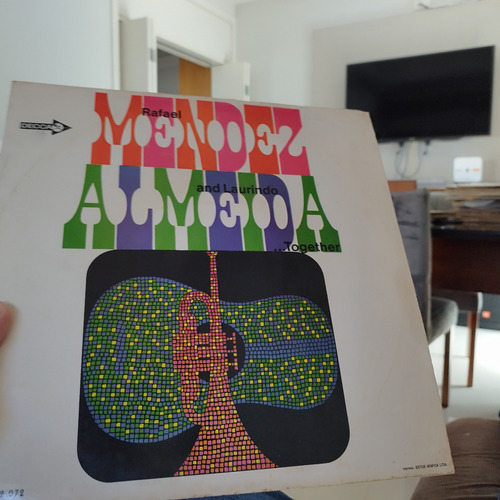 DECCA
Rafael
MENDEZ
and Laurindo
ALMEIDA
...Together